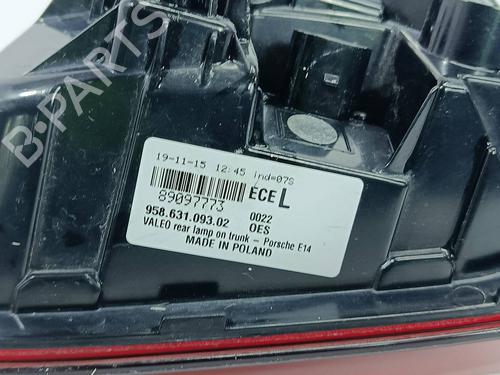 B-PARTS
19-11-15 12:45 ind=07S
ECE L
89097773
0022
958.631.093.02
OES
VALEO rear lamp on trunk - Porsche E14
MADE IN POLAND